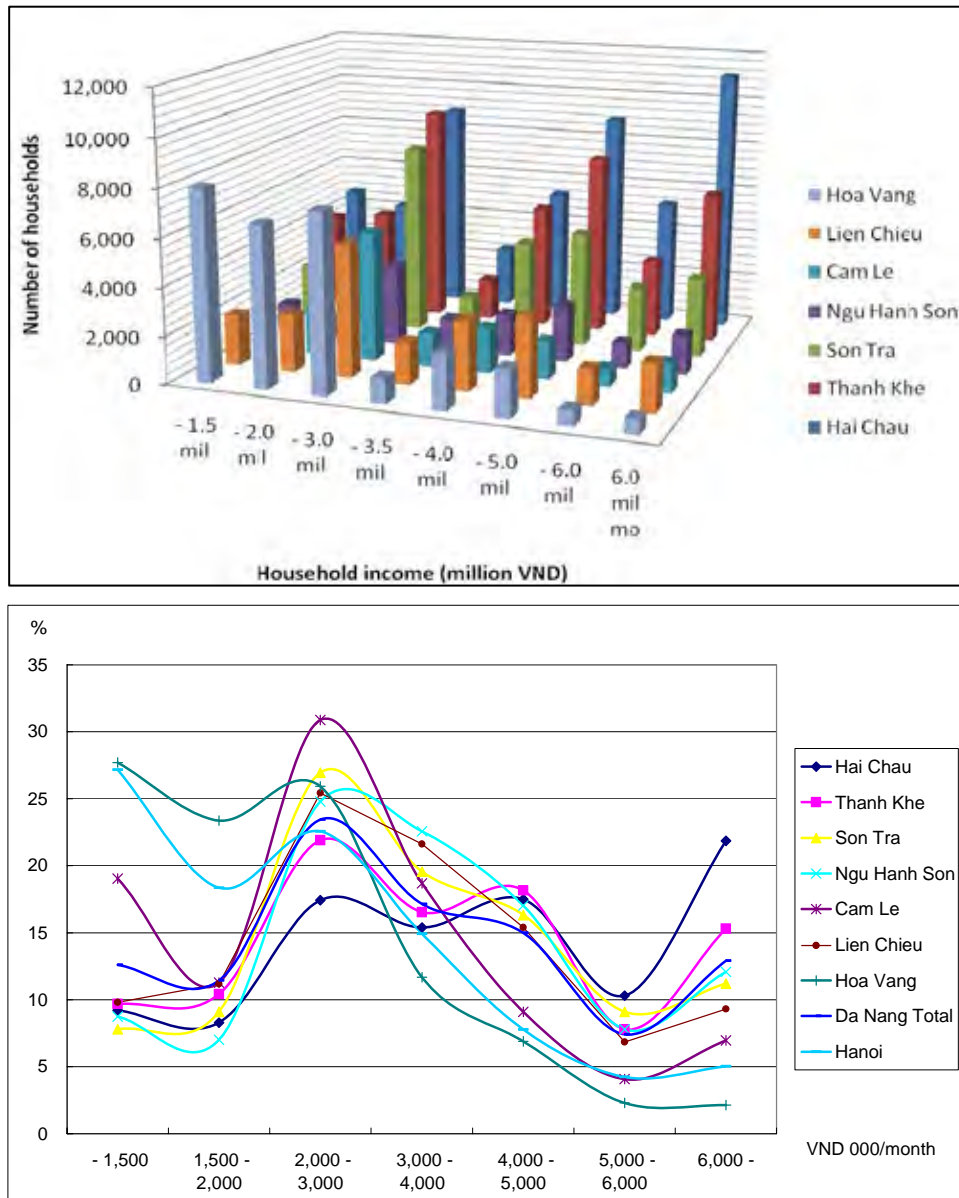 12,000
10,000
8,000
6,000
4,000
2,000
0
Number of households
- 1.5
mil
- 2.0
mil
- 3.0
mil
- 3.5
mil
- 4.0
mil
- 5.0
mil
- 6.0
mil
6.0
mil
mo
Household income (million VND)
Hoa Vang
Lien Chieu
Cam Le
Ngu Hanh Son
Son Tra
Thanh Khe
Hai Chau
%
35
30
25
20
15
10
5
0
- 1,500
1,500 -
2,000
2,000 -
3,000
3,000 -
4,000
4,000 -
5,000
5,000 -
6,000
6,000 -
VND 000/month
Hai Chau
Thanh Khe
Son Tra
Ngu Hanh Son
Cam Le
Lien Chieu
Hoa Vang
Da Nang Total
Hanoi